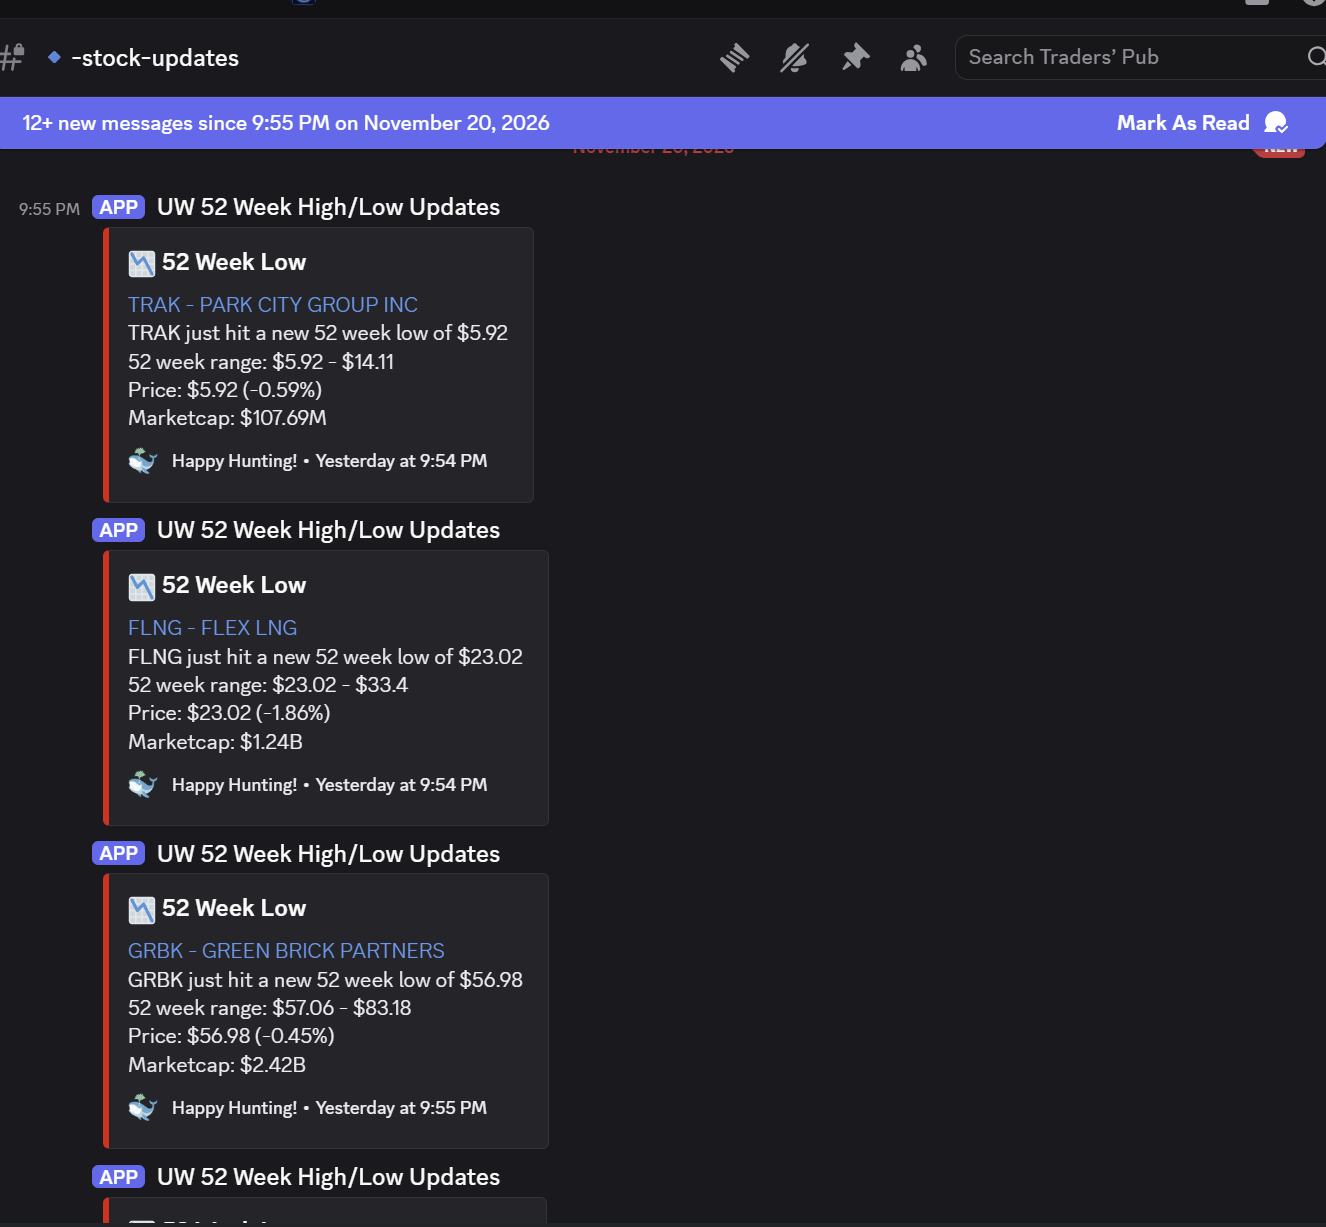 -stock-updates
Search Traders’ Pub
12+ new messages since 9:55 PM on November 20, 2026
Mark As Read
9:55 PM APP UW 52 Week High/Low Updates
52 Week Low
TRAK - PARK CITY GROUP INC
TRAK just hit a new 52 week low of $5.92
52 week range: $5.92 - $14.11
Price: $5.92 (-0.59%)
Marketcap: $107.69M
Happy Hunting! • Yesterday at 9:54 PM
APP UW 52 Week High/Low Updates
52 Week Low
FLNG - FLEX LNG
FLNG just hit a new 52 week low of $23.02
52 week range: $23.02 - $33.4
Price: $23.02 (-1.86%)
Marketcap: $1.24B
Happy Hunting! • Yesterday at 9:54 PM
APP UW 52 Week High/Low Updates
52 Week Low
GRBK - GREEN BRICK PARTNERS
GRBK just hit a new 52 week low of $56.98
52 week range: $57.06 - $83.18
Price: $56.98 (-0.45%)
Marketcap: $2.42B
Happy Hunting! • Yesterday at 9:55 PM
APP UW 52 Week High/Low Updates